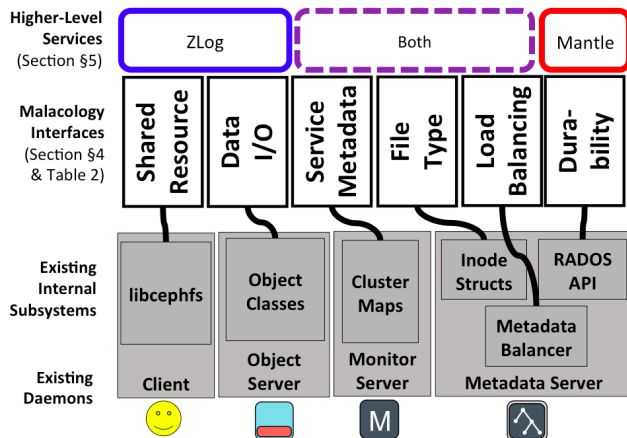 Higher-Level
Services
(Section §5)
ZLog
Both
Mantle
Malacology
Interfaces
(Section §4
& Table 2)
Shared
Resource
Data
I/O
Service
Metadata
File
Type
Load
Balancing
Dura-
bility
Existing
Internal
Subsystems
libcephfs
Object
Classes
Cluster
Maps
Inode
Structs
RADOS
API
Metadata
Balancer
Existing
Daemons
Client
Object
Server
Monitor
Server
Metadata Server
M